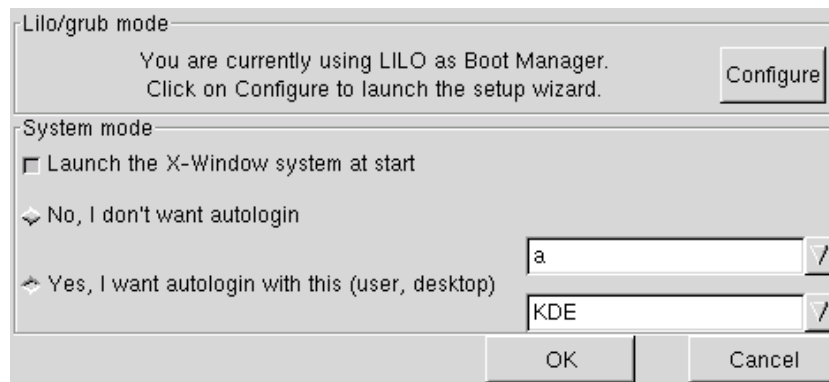 Lilo/grub mode
You are currently using LILO as Boot Manager.
Click on Configure to launch the setup wizard.
Configure
System mode
Launch the X-Window system at start
No, I don't want autologin
a
Yes, I want autologin with this (user, desktop)
KDE
OK
Cancel